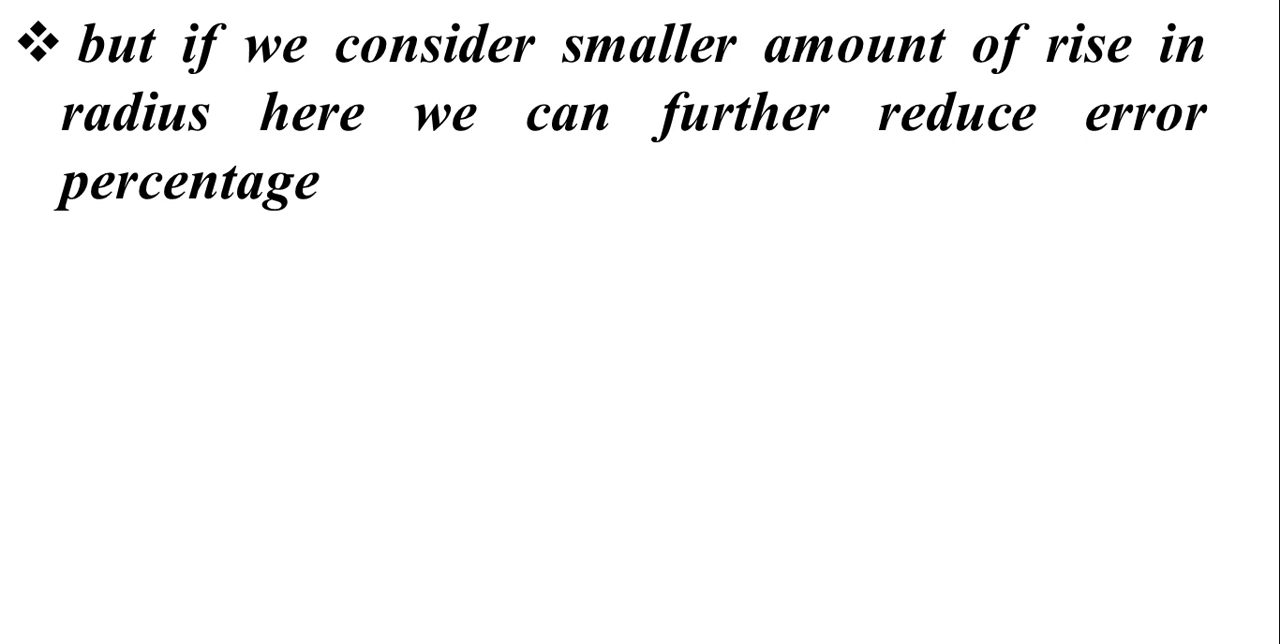 ❖ but if we consider smaller amount of rise in
radius here we can further reduce error
percentage